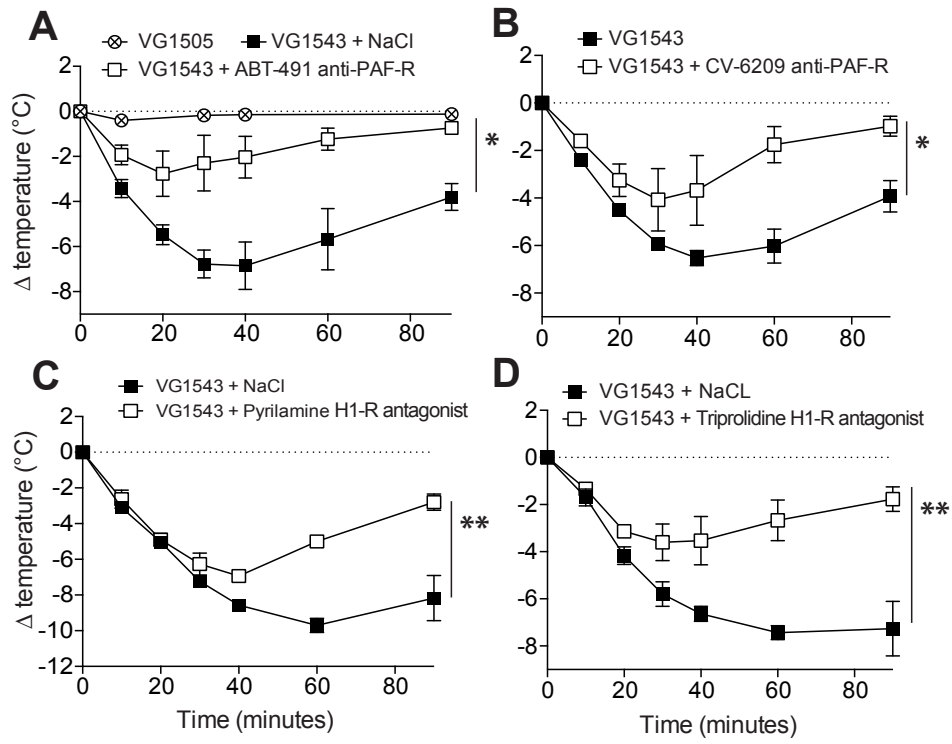 A
VG1505 VG1543 + NaCl
VG1543 + ABT-491 anti-PAF-R
Δ temperature (°C)
2
0
-2
-4
-6
-8
0 20 40 60 80
*
B
VG1543
VG1543 + CV-6209 anti-PAF-R
2
0
-2
-4
-6
-8
0 20 40 60 80
*
C
VG1543 + NaCl
VG1543 + Pyrilamine H1-R antagonist
Δ temperature (°C)
2
0
-2
-4
-6
-8
-10
-12
0 20 40 60 80
Time (minutes)
**
D
VG1543 + NaCL
VG1543 + Triprolidine H1-R antagonist
2
0
-2
-4
-6
-8
0 20 40 60 80
Time (minutes)
**